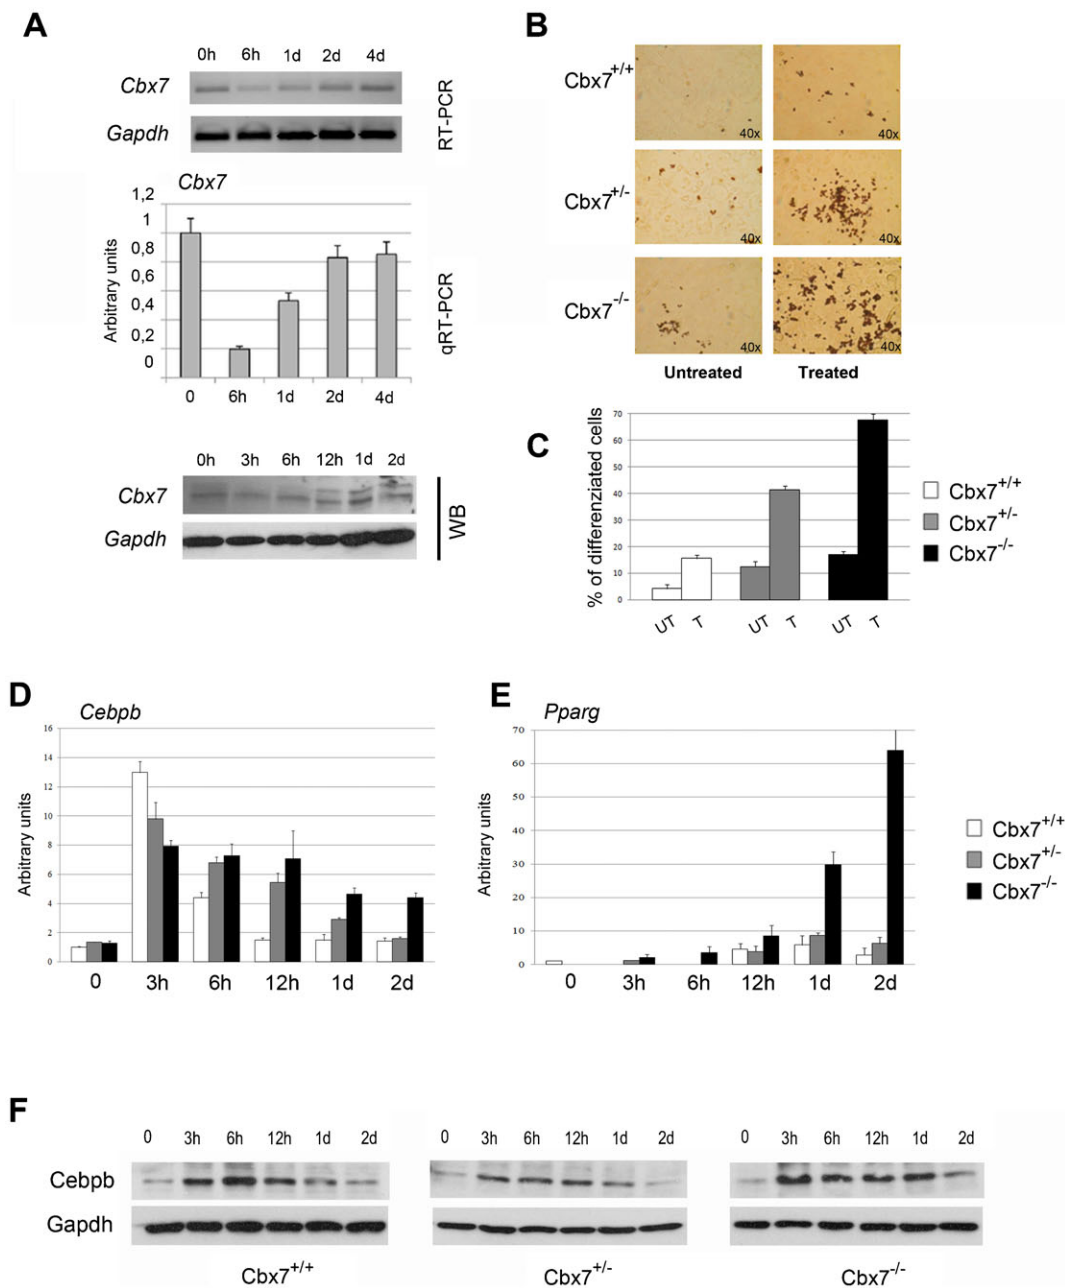 A
0h 6h 1d 2d 4d
Cbx7
Gapdh
RT-PCR
Cbx7
1,2
1
0,8
0,6
0,4
0,2
0
Arbitrary units
qRT-PCR
0 6h 1d 2d 4d
0h 3h 6h 12h 1d 2d
Cbx7
Gapdh
WB
B
Cbx7+/+
40x 40x
Cbx7+/-
40x 40x
Cbx7-/-
40x 40x
Untreated Treated
C
% of differenziated cells
70
60
50
40
30
20
10
0
UT T UT T UT T
Cbx7+/+
Cbx7+/-
Cbx7-/-
D
Cebpb
Arbitrary units
16
14
12
10
8
6
4
2
0
0 3h 6h 12h 1d 2d
E
Pparg
Arbitrary units
70
60
50
40
30
20
10
0
0 3h 6h 12h 1d 2d
Cbx7+/+
Cbx7+/-
Cbx7-/-
F
0 3h 6h 12h 1d 2d
0 3h 6h 12h 1d 2d
0 3h 6h 12h 1d 2d
Cebpb
Gapdh
Cbx7+/+ Cbx7+/- Cbx7-/-